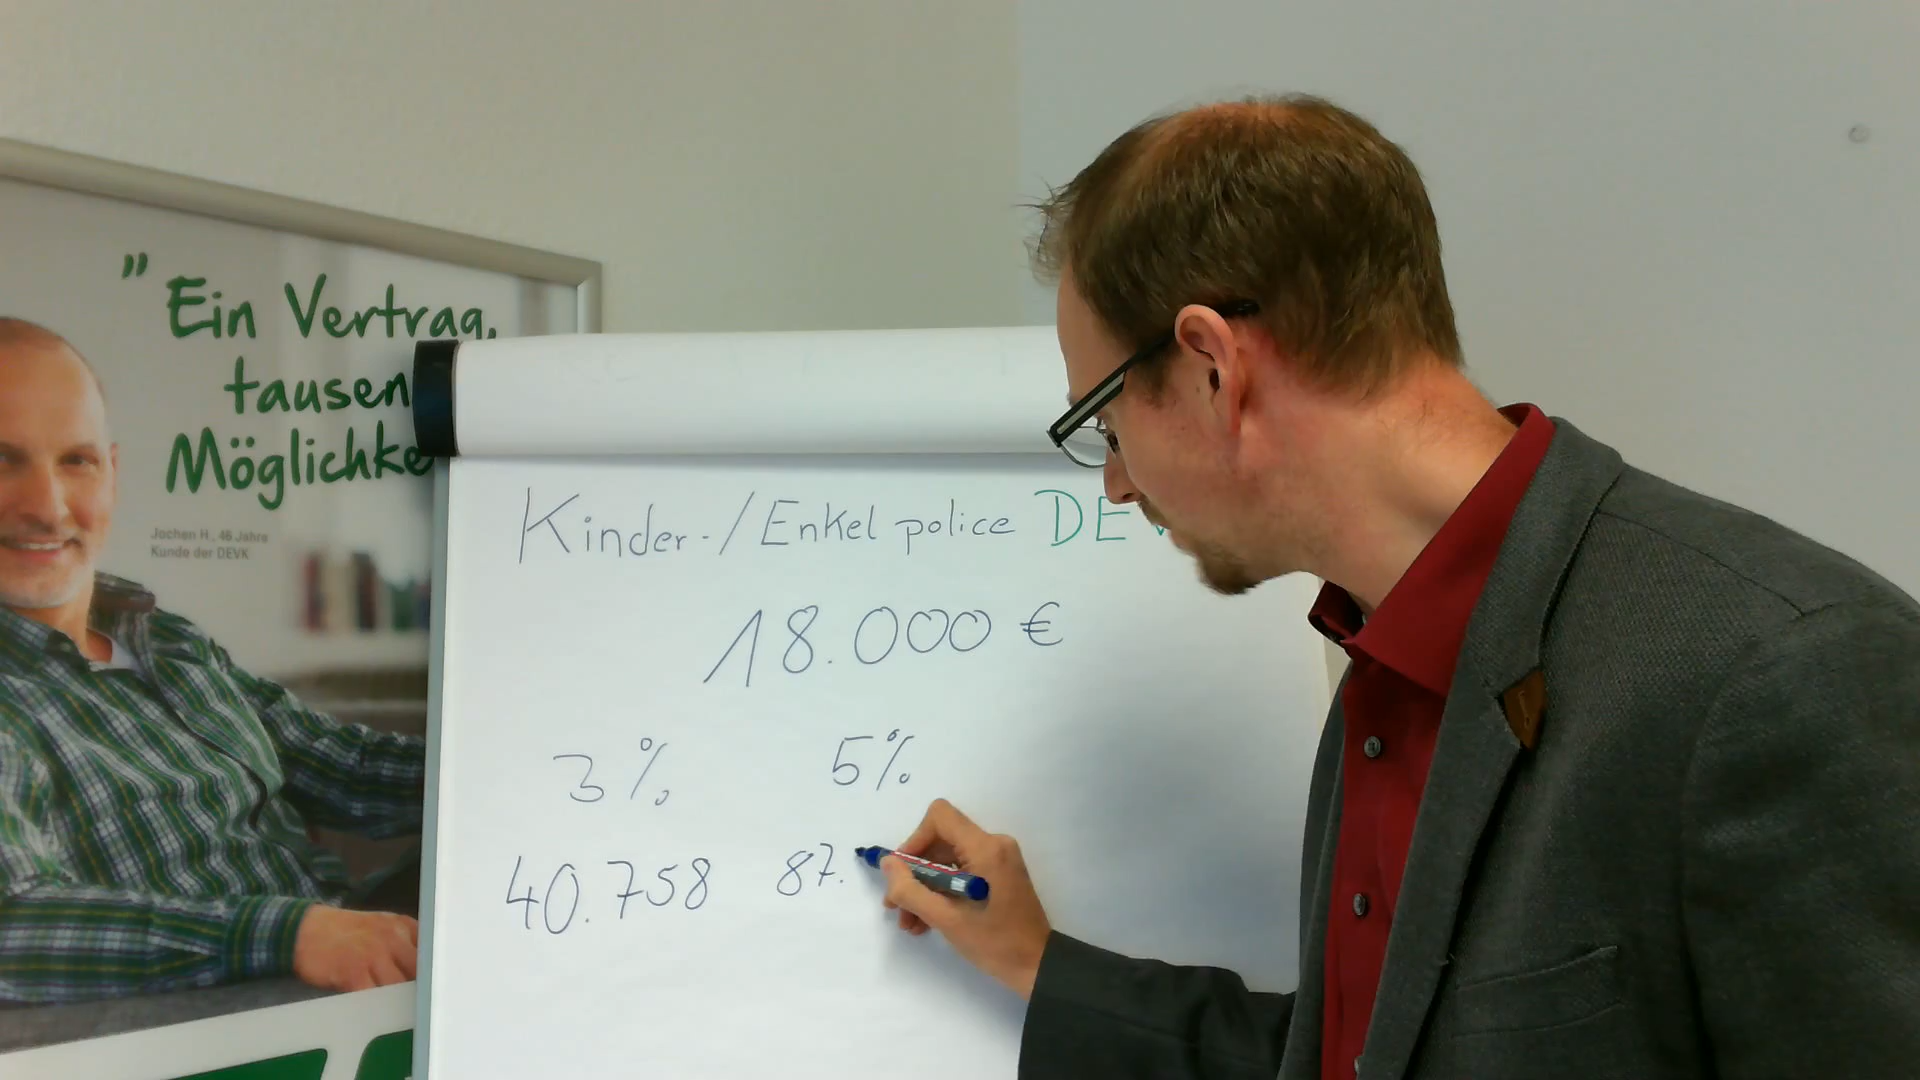 " Ein Vertrag,
tausen
Möglichke
Jochen H., 46 Jahre
Kunde der DEVK
Kinder-/Enkel police DEV
18.000 €
3% 5%
40.758 87.